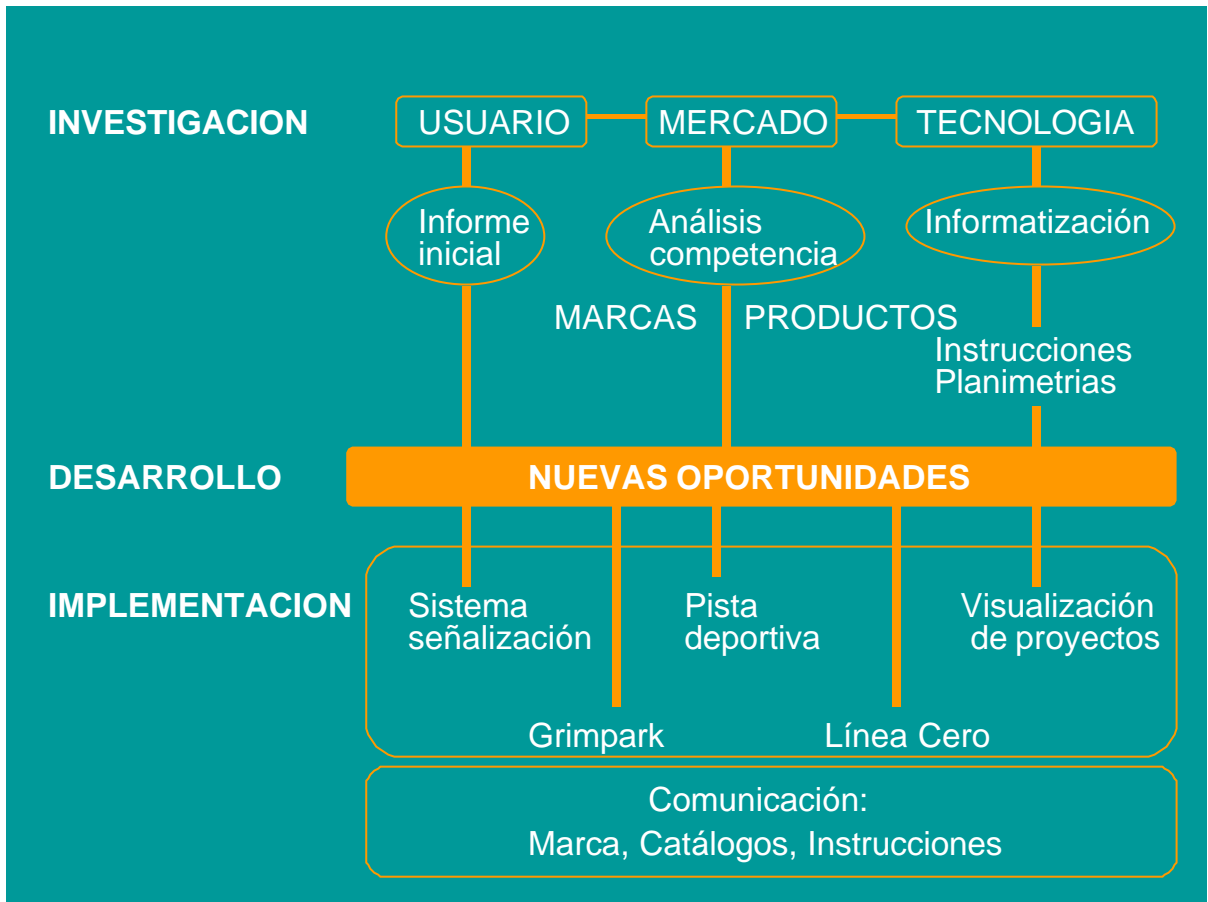 INVESTIGACION
USUARIO
MERCADO
TECNOLOGIA
Informe
inicial
Análisis
competencia
Informatización
MARCAS
PRODUCTOS
Instrucciones
Planimetrias
DESARROLLO
NUEVAS OPORTUNIDADES
IMPLEMENTACION
Sistema
señalización
Pista
deportiva
Visualización
de proyectos
Grimpark
Línea Cero
Comunicación:
Marca, Catálogos, Instrucciones